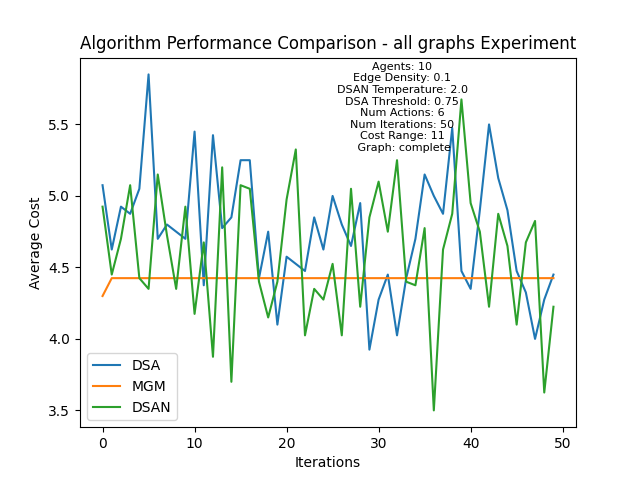 Algorithm Performance Comparison - all graphs Experiment
Agents: 10
Edge Density: 0.1
DSAN Temperature: 2.0
DSA Threshold: 0.75
Num Actions: 6
Num Iterations: 50
Cost Range: 11
Graph: complete
Average Cost
5.5
5.0
4.5
4.0
3.5
DSA
MGM
DSAN
0
10
20
30
40
50
Iterations